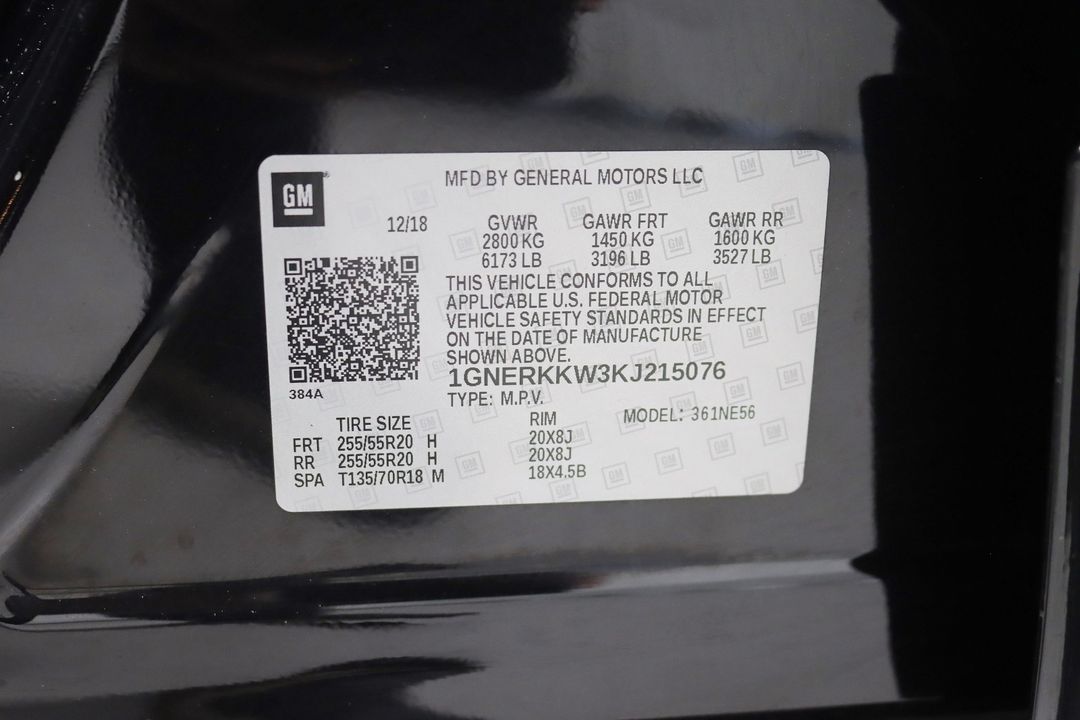 GM
MFD BY GENERAL MOTORS LLC
12/18 GVWR GAWR FRT GAWR RR
2800 KG 1450 KG 1600 KG
6173 LB 3196 LB 3527 LB
THIS VEHICLE CONFORMS TO ALL
APPLICABLE U.S. FEDERAL MOTOR
VEHICLE SAFETY STANDARDS IN EFFECT
ON THE DATE OF MANUFACTURE
SHOWN ABOVE.
1GNERKKW3KJ215076
384A
TYPE: M.P.V.
TIRE SIZE RIM MODEL: 361NE56
FRT 255/55R20 H 20X8J
RR 255/55R20 H 20X8J
SPA T135/70R18 M 18X4.5B